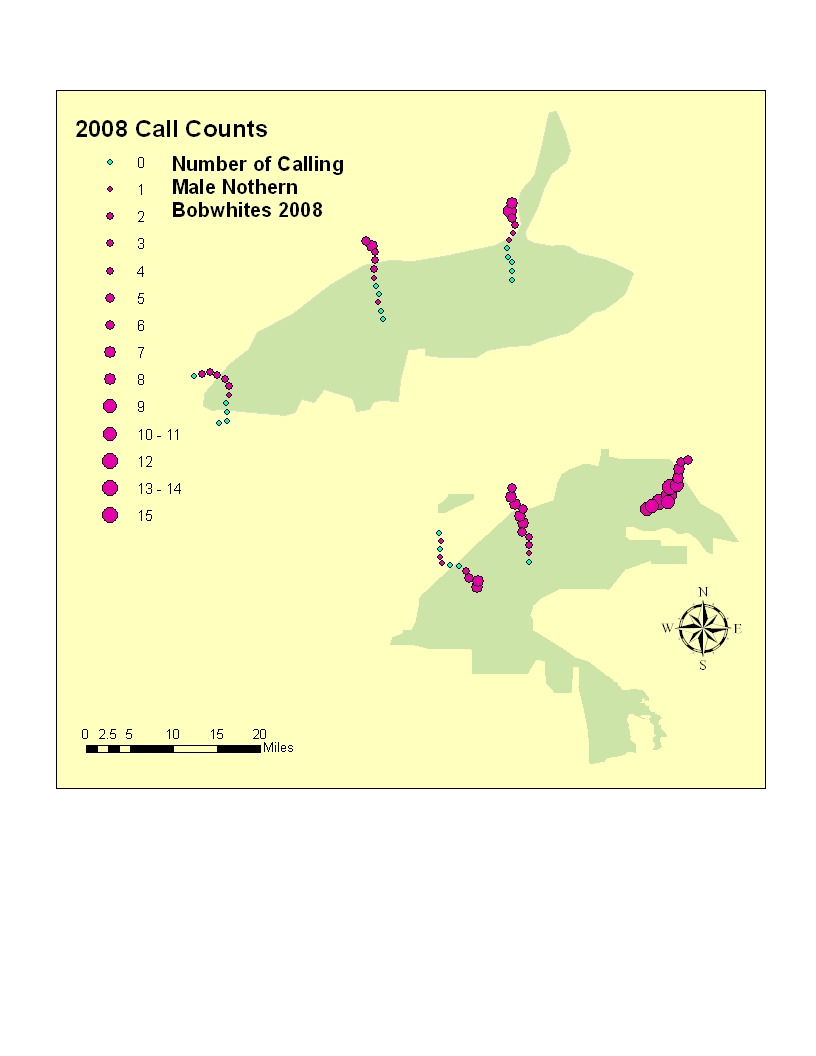 2008 Call Counts
0
1
2
3
4
5
6
7
8
9
10 - 11
12
13 - 14
15
Number of Calling
Male Nothern
Bobwhites 2008
N
W E
S
0 2.5 5 10 15 20
Miles